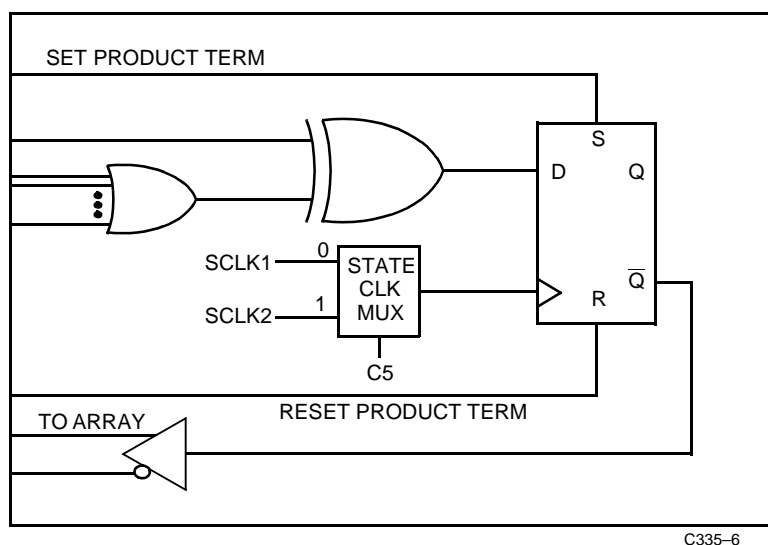 SET PRODUCT TERM
S
D
Q
SCLK1
0
STATE
CLK
MUX
SCLK2
1
R
Q̅
C5
RESET PRODUCT TERM
TO ARRAY
C335–6